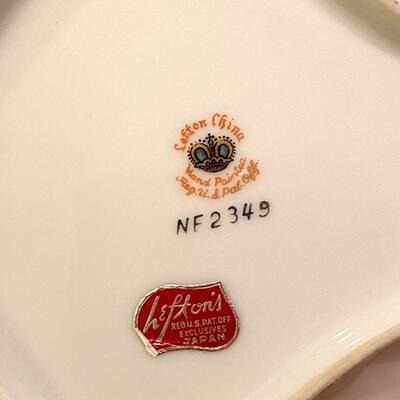 Lefton China
Hand Painted
Reg. U.S. Pat. Off.
NF2349
Lefton's
REG.U.S.PAT.OFF.
EXCLUSIVES
JAPAN